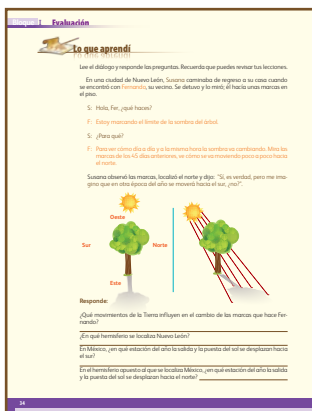 Bloque I Evaluación
Lo que aprendí
Lee el diálogo y responde las preguntas. Recuerda que puedes revisar tus lecciones.
En una ciudad de Nuevo León, Susana caminaba de regreso a su casa cuando
se encontró con Fernando, su vecino. Se detuvo y lo miró; él hacía unas marcas en
el piso.
S: Hola, Fer, ¿qué haces?
F: Estoy marcando el límite de la sombra del árbol.
S: ¿Para qué?
F: Para ver cómo día a día y a la misma hora la sombra va cambiando. Mira las
marcas de los 45 días anteriores, ve cómo se va moviendo poco a poco hacia
el norte.
Susana observó las marcas, localizó el norte y dijo: "Sí, es verdad, pero me ima-
gino que en otra época del año se moverá hacia el sur, ¿no?".
Oeste
Sur
Norte
Este
Responde:
¿Qué movimientos de la Tierra influyen en el cambio de las marcas que hace Fer-
nando?
¿En qué hemisferio se localiza Nuevo León?
En México, ¿en qué estación del año la salida y la puesta del sol se desplazan hacia
el sur?
En el hemisferio opuesto al que se localiza México, ¿en qué estación del año la salida
y la puesta del sol se desplazan hacia el norte?
34